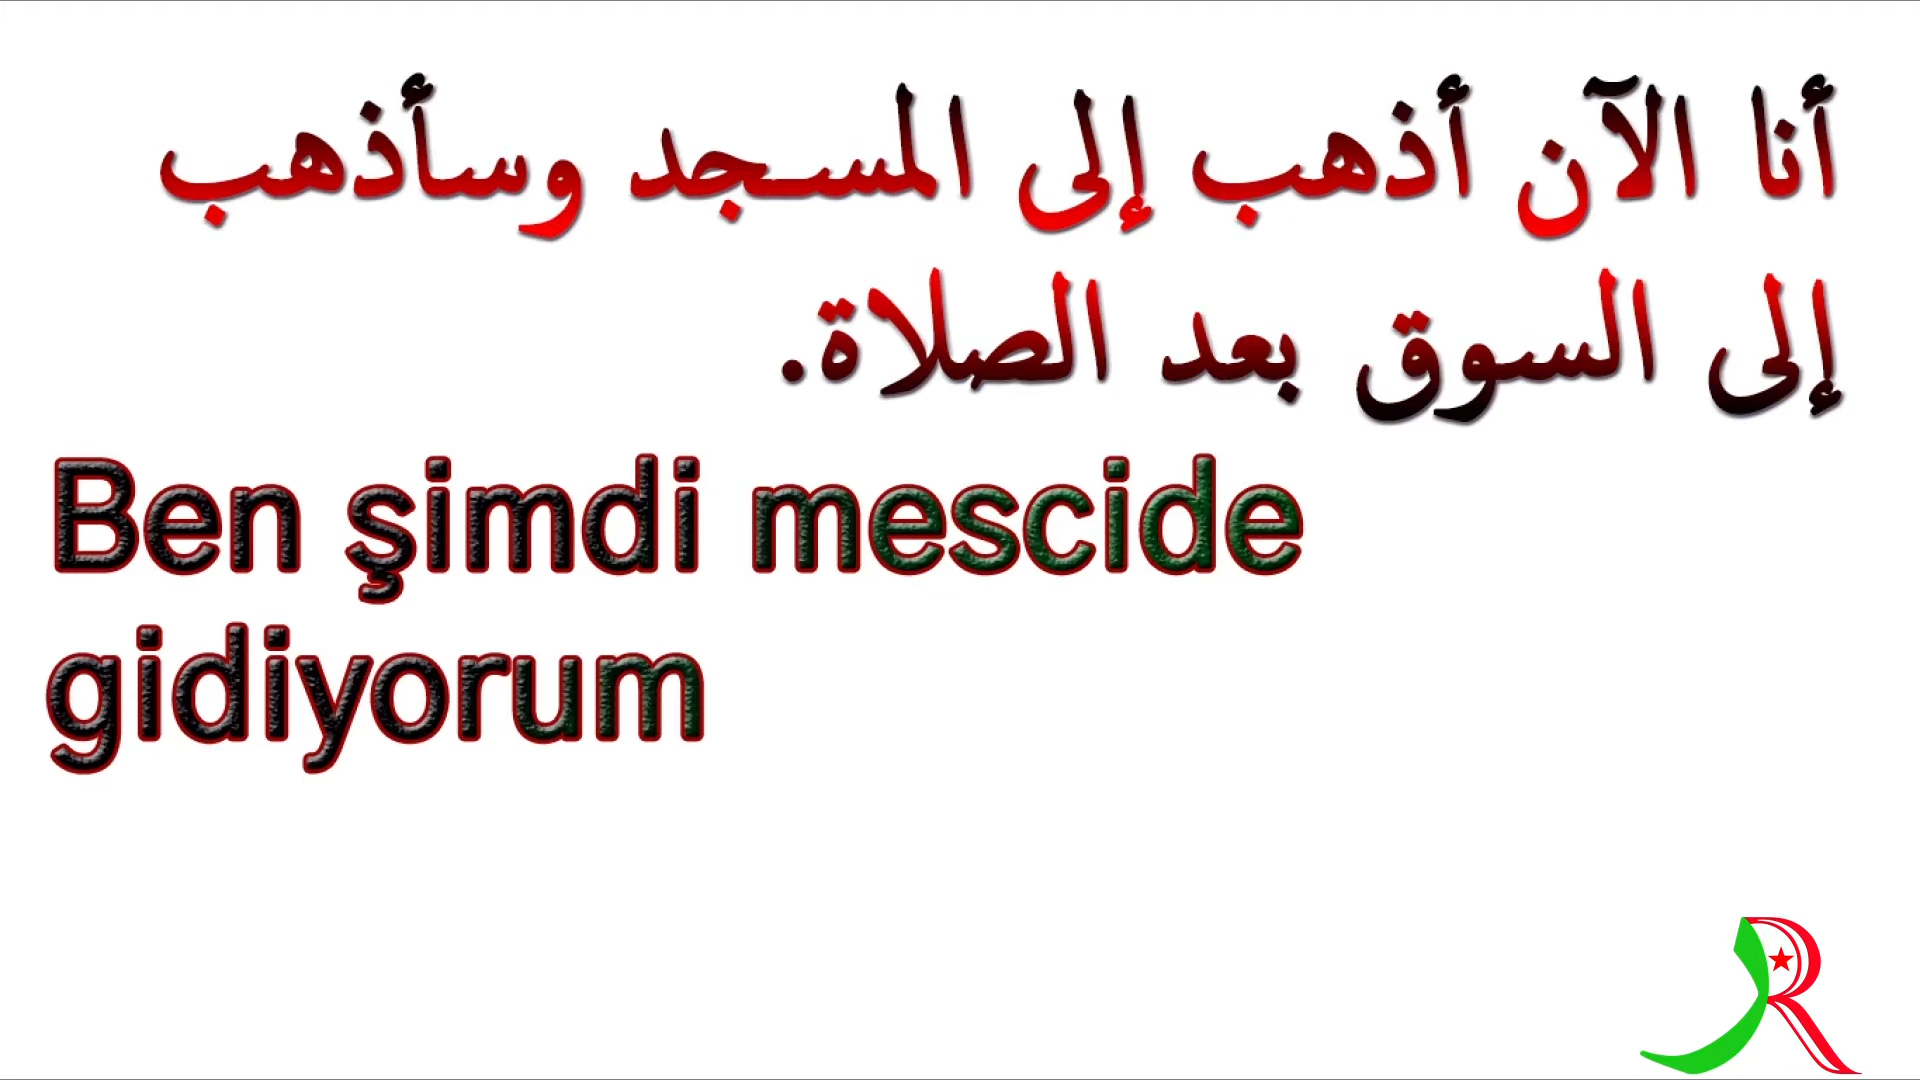 أنا الآن أذهب إلى المسجد وسأذهب
إلى السوق بعد الصلاة.
Ben şimdi mescide
gidiyorum
R